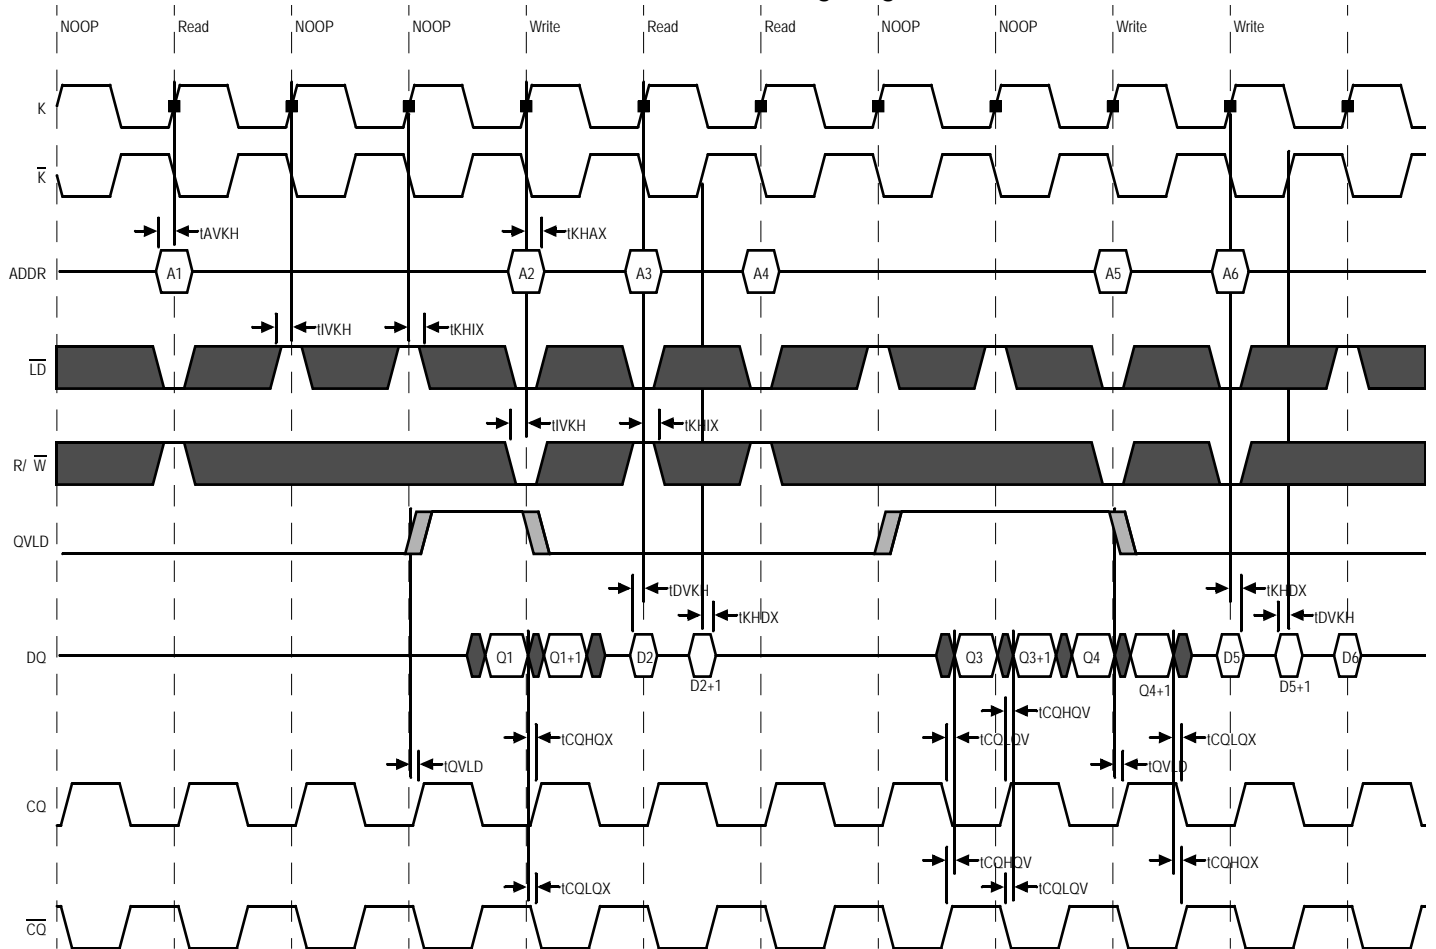 NOOP Read NOOP NOOP Write Read Read NOOP NOOP Write Write
K
K
tAVKH tKHAX
ADDR A1 A2 A3 A4 A5 A6
tIVKH tKHIX
LD
tIVKH tKHIX
R/ W
QVLD
tDVKH tKHDX
tKHDX tDVKH
DQ Q1 Q1+1 D2 Q3 Q3+1 Q4 D5 D6
D2+1 Q4+1 D5+1
tCQHQV
tCQHQX tCQLQV tCQLQX
tQVLD tQVLD
CQ
tCQHQV tCQHQX
tCQLQX tCQLQV
CQ